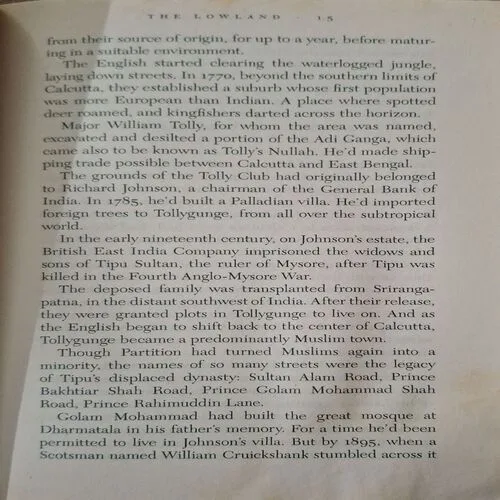 THE LOWLAND · 15
from their source of origin, for up to a year, before matur-
ing in a suitable environment.
The English started clearing the waterlogged jungle,
laying down streets. In 1770, beyond the southern limits of
Calcutta, they established a suburb whose first population
was more European than Indian. A place where spotted
deer roamed, and kingfishers darted across the horizon.
Major William Tolly, for whom the area was named,
excavated and desilted a portion of the Adi Ganga, which
came also to be known as Tolly's Nullah. He'd made ship-
ping trade possible between Calcutta and East Bengal.
The grounds of the Tolly Club had originally belonged
to Richard Johnson, a chairman of the General Bank of
India. In 1785, he'd built a Palladian villa. He'd imported
foreign trees to Tollygunge, from all over the subtropical
world.
In the early nineteenth century, on Johnson's estate, the
British East India Company imprisoned the widows and
sons of Tipu Sultan, the ruler of Mysore, after Tipu was
killed in the Fourth Anglo-Mysore War.
The deposed family was transplanted from Sriranga-
patna, in the distant southwest of India. After their release,
they were granted plots in Tollygunge to live on. And as
the English began to shift back to the center of Calcutta,
Tollygunge became a predominantly Muslim town.
Though Partition had turned Muslims again into a
minority, the names of so many streets were the legacy
of Tipu's displaced dynasty: Sultan Alam Road, Prince
Bakhtiar Shah Road, Prince Golam Mohammad Shah
Road, Prince Rahimuddin Lane.
Golam Mohammad had built the great mosque at
Dharmatala in his father's memory. For a time he'd been
permitted to live in Johnson's villa. But by 1895, when a
Scotsman named William Cruickshank stumbled across it